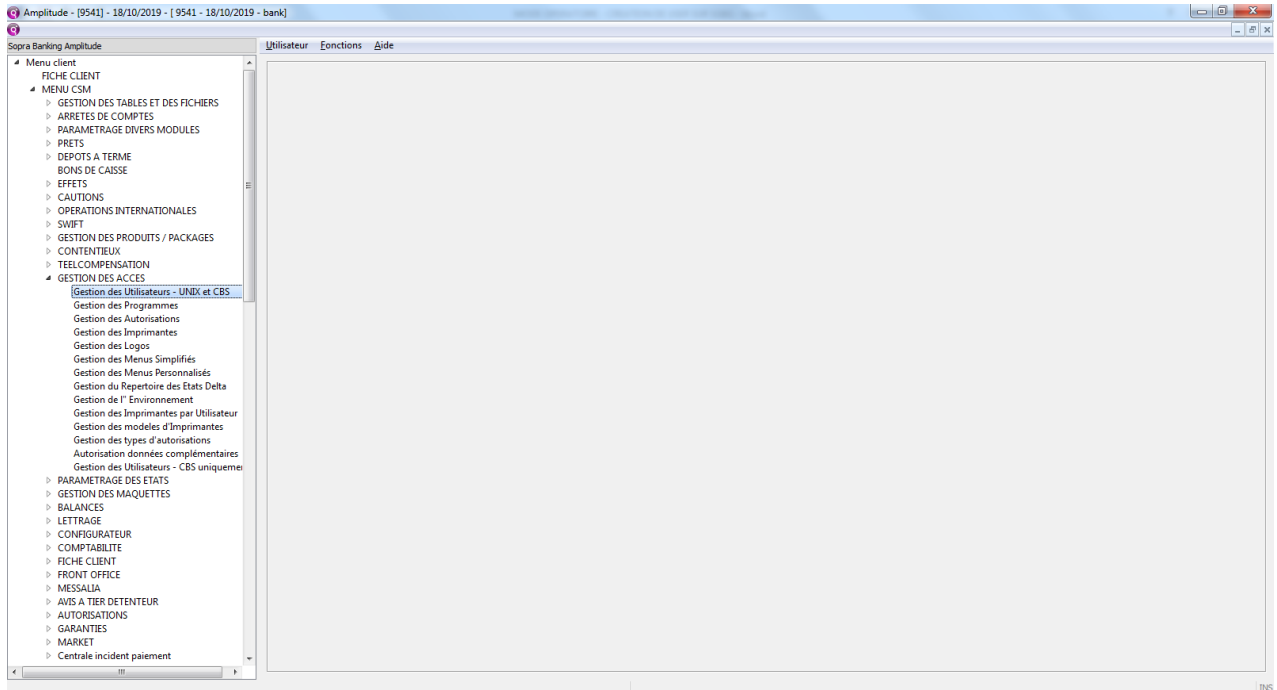 Amplitude - [9541] - 18/10/2019 - [ 9541 - 18/10/2019 - bank]
Sopra Banking Amplitude
Utilisateur Fonctions Aide
Menu client
FICHE CLIENT
MENU CSM
GESTION DES TABLES ET DES FICHIERS
ARRETES DE COMPTES
PARAMETRAGE DIVERS MODULES
PRETS
DEPOTS A TERME
BONS DE CAISSE
EFFETS
CAUTIONS
OPERATIONS INTERNATIONALES
SWIFT
GESTION DES PRODUITS / PACKAGES
CONTENTIEUX
TEELCOMPENSATION
GESTION DES ACCES
Gestion des Utilisateurs - UNIX et CBS
Gestion des Programmes
Gestion des Autorisations
Gestion des Imprimantes
Gestion des Logos
Gestion des Menus Simplifiés
Gestion des Menus Personnalisés
Gestion du Repertoire des Etats Delta
Gestion de l'' Environnement
Gestion des Imprimantes par Utilisateur
Gestion des modeles d'Imprimantes
Gestion des types d'autorisations
Autorisation données complémentaires
Gestion des Utilisateurs - CBS uniquemer
PARAMETRAGE DES ETATS
GESTION DES MAQUETTES
BALANCES
LETTRAGE
CONFIGURATEUR
COMPTABILITE
FICHE CLIENT
FRONT OFFICE
MESSALIA
AVIS A TIER DETENTEUR
AUTORISATIONS
GARANTIES
MARKET
Centrale incident paiement
INS